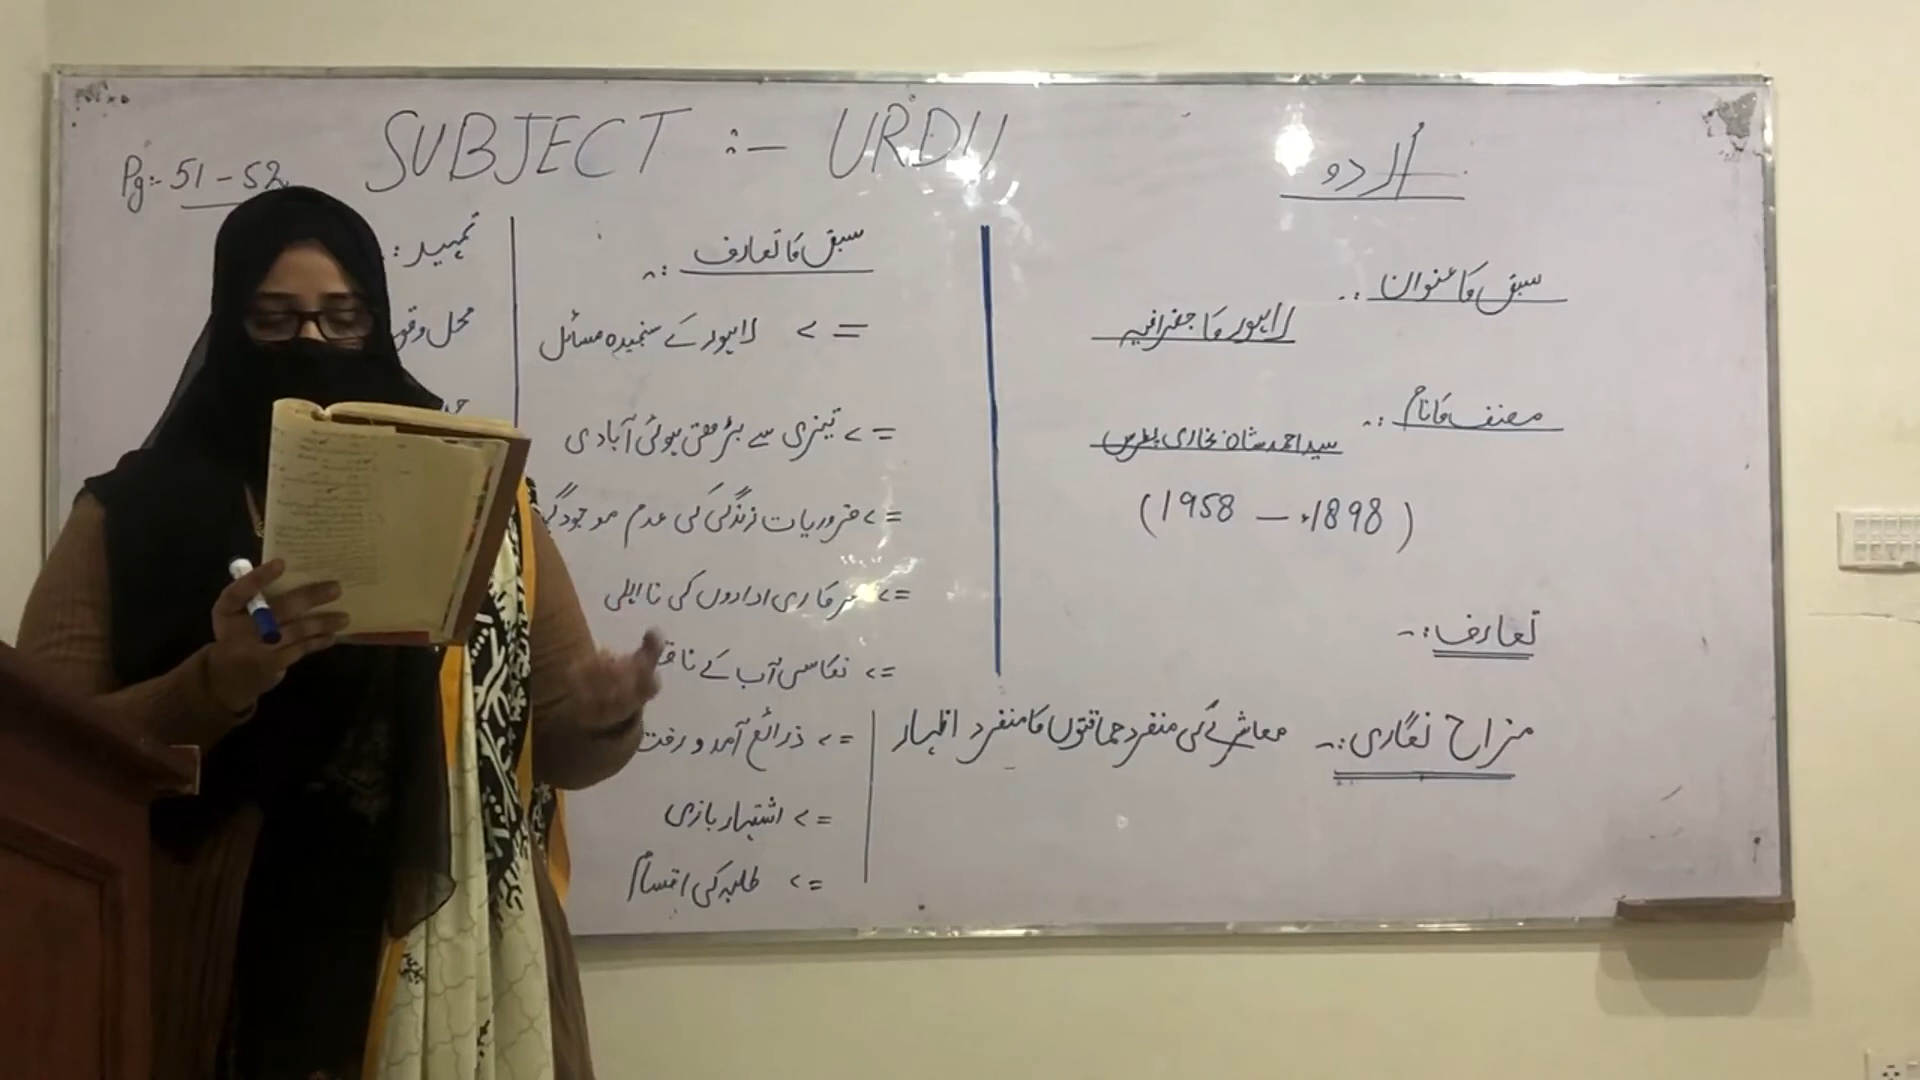 SUBJECT :- URDU
Pg:- 51 - 52
اُردو
سبق کا عنوان :-
لاہور کا جغرافیہ
مصنف کا نام :-
سید احمد شاہ بخاری پطرس
(1898ء - 1958)
تعارف :-
مزاح نگاری :- معاشرے کی منفرد حماقتوں کا منفرد اظہار
سبق کا تعارف :-
=> لاہور کے سنجیدہ مسائل
=> تیزی سے بڑھتی ہوئی آبادی
=> ضروریات زندگی کی عدم موجودگی
=> سرکاری اداروں کی نااہلی
=> نکاسی آب کے
=> ذرائع آمد و رفت
=> اشتہار بازی
=> طلبہ کی اقسام
تمہید :
محل وقو